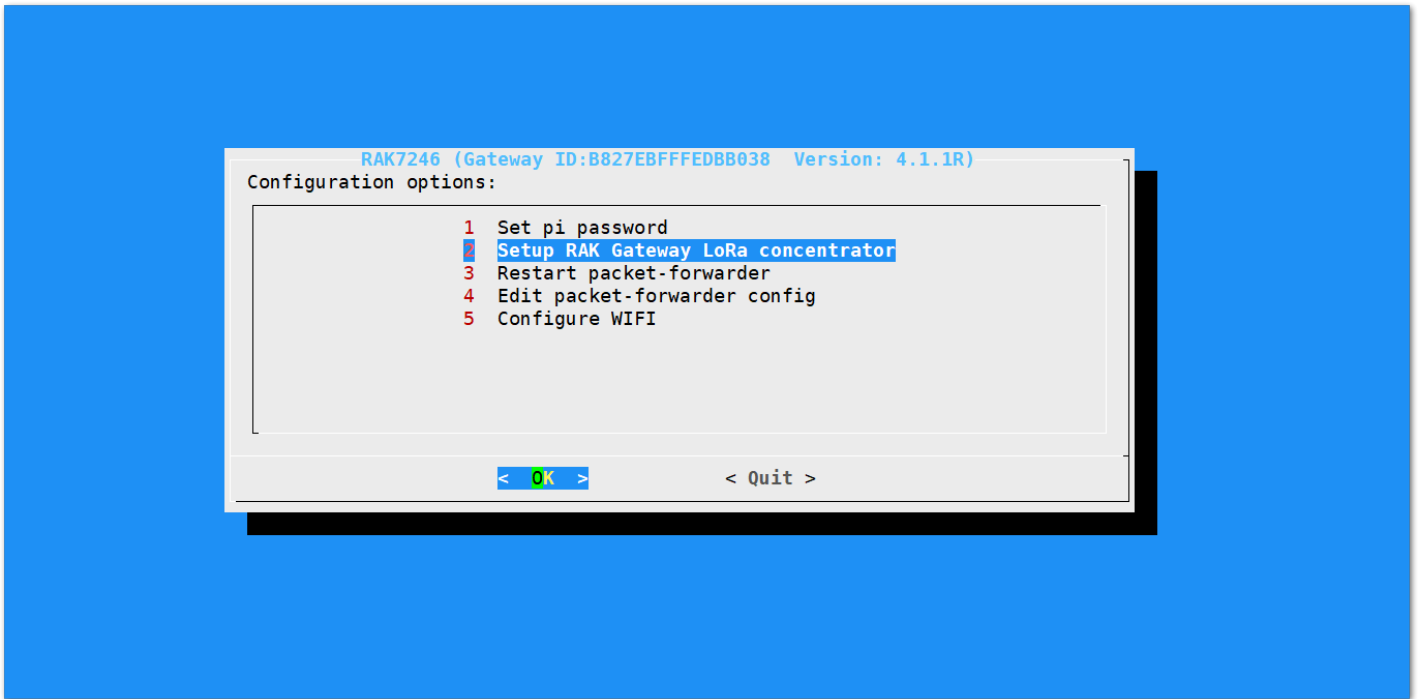 RAK7246 (Gateway ID:B827EBFFFEDBB038  Version: 4.1.1R)
Configuration options:
1  Set pi password
2  Setup RAK Gateway LoRa concentrator
3  Restart packet-forwarder
4  Edit packet-forwarder config
5  Configure WIFI
<  OK  >  < Quit >